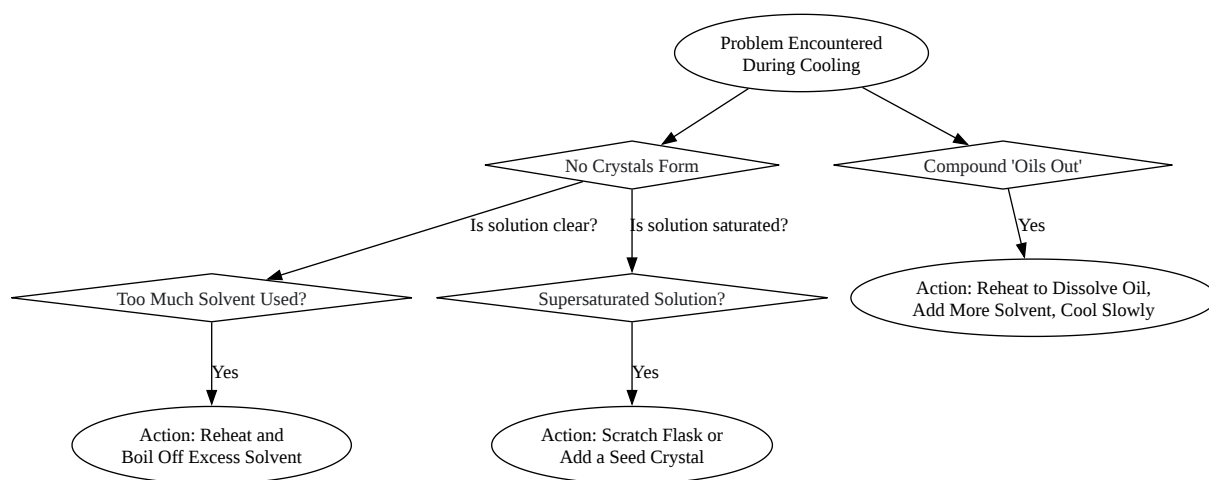 Problem Encountered
During Cooling
No Crystals Form
Compound 'Oils Out'
Is solution clear?
Is solution saturated?
Yes
Too Much Solvent Used?
Supersaturated Solution?
Action: Reheat to Dissolve Oil,
Add More Solvent, Cool Slowly
Yes
Yes
Action: Reheat and
Boil Off Excess Solvent
Action: Scratch Flask or
Add a Seed Crystal